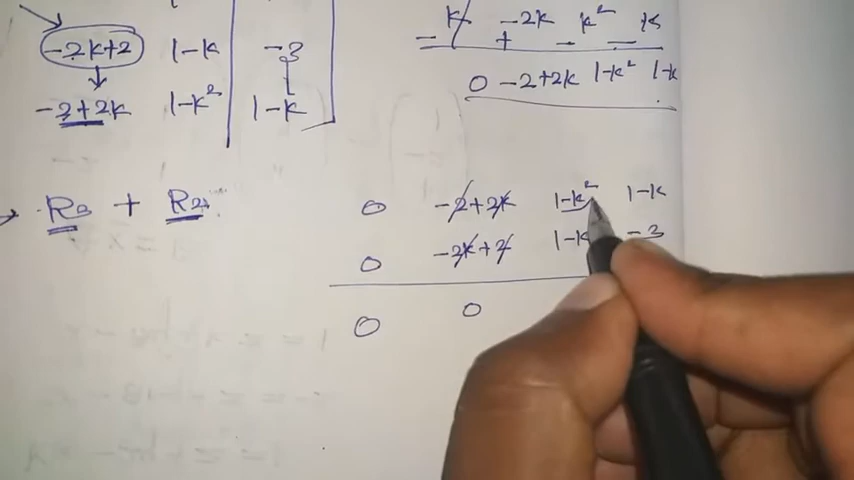 -2k+2 1-k -3
-2+2k 1-k² 1-k
→ R3 + R2
- k -2k k² k
- + - -
0 -2+2k 1-k² 1-k
0 -2+2k 1-k² 1-k
0 -2k+2 1-k -3
0 0